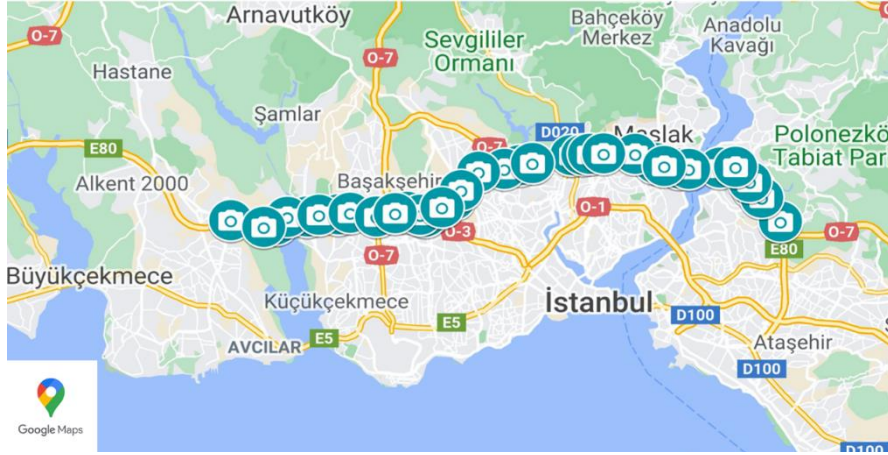 Arnavutköy
Bahçeköy
Merkez
Anadolu
Kavağı
O-7
Sevgililer
Ormanı
O-7
Hastane
Şamlar
D020
Maslak
E80
O-7
Polonezkö
Tabiat Par
Alkent 2000
Başakşehir
O-1
O-3
O-7
O-7
E80
Büyükçekmece
Küçükçekmece
İstanbul
D100
E5
E5
AVCILAR
Ataşehir
D100
Google Maps
D100